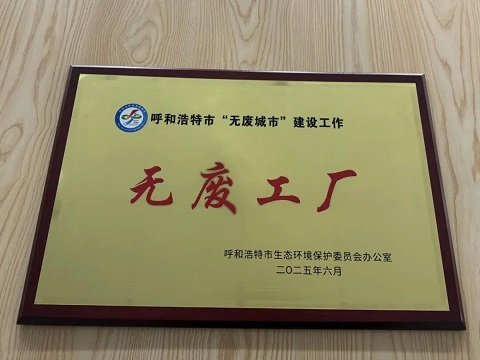 呼和浩特市“无废城市”建设工作
无废工厂
呼和浩特市生态环境保护委员会办公室
二〇二五年六月